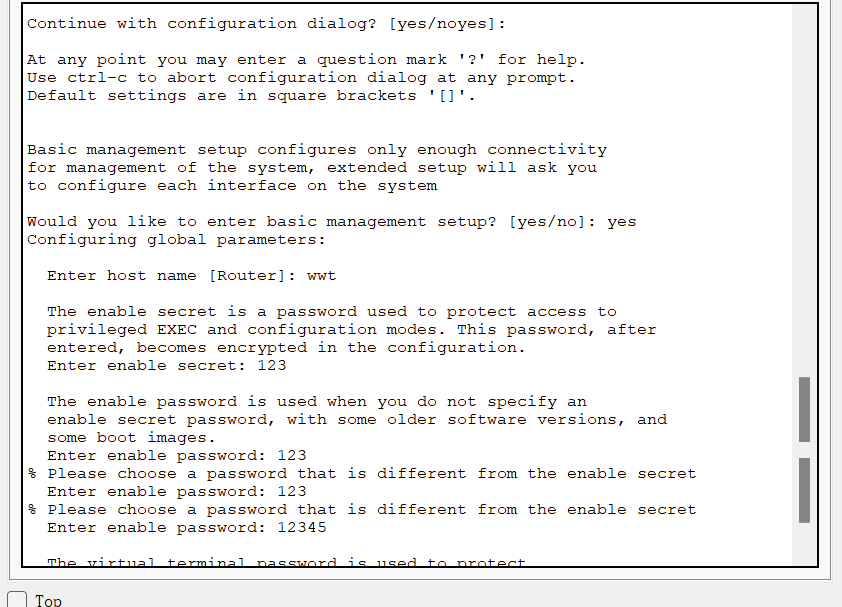 Continue with configuration dialog? [yes/noyes]:
At any point you may enter a question mark '?' for help.
Use ctrl-c to abort configuration dialog at any prompt.
Default settings are in square brackets '[]'.
Basic management setup configures only enough connectivity
for management of the system, extended setup will ask you
to configure each interface on the system
Would you like to enter basic management setup? [yes/no]: yes
Configuring global parameters:
Enter host name [Router]: wwt
The enable secret is a password used to protect access to
privileged EXEC and configuration modes. This password, after
entered, becomes encrypted in the configuration.
Enter enable secret: 123
The enable password is used when you do not specify an
enable secret password, with some older software versions, and
some boot images.
Enter enable password: 123
% Please choose a password that is different from the enable secret
Enter enable password: 123
% Please choose a password that is different from the enable secret
Enter enable password: 12345
The virtual terminal password is used to protect
Top